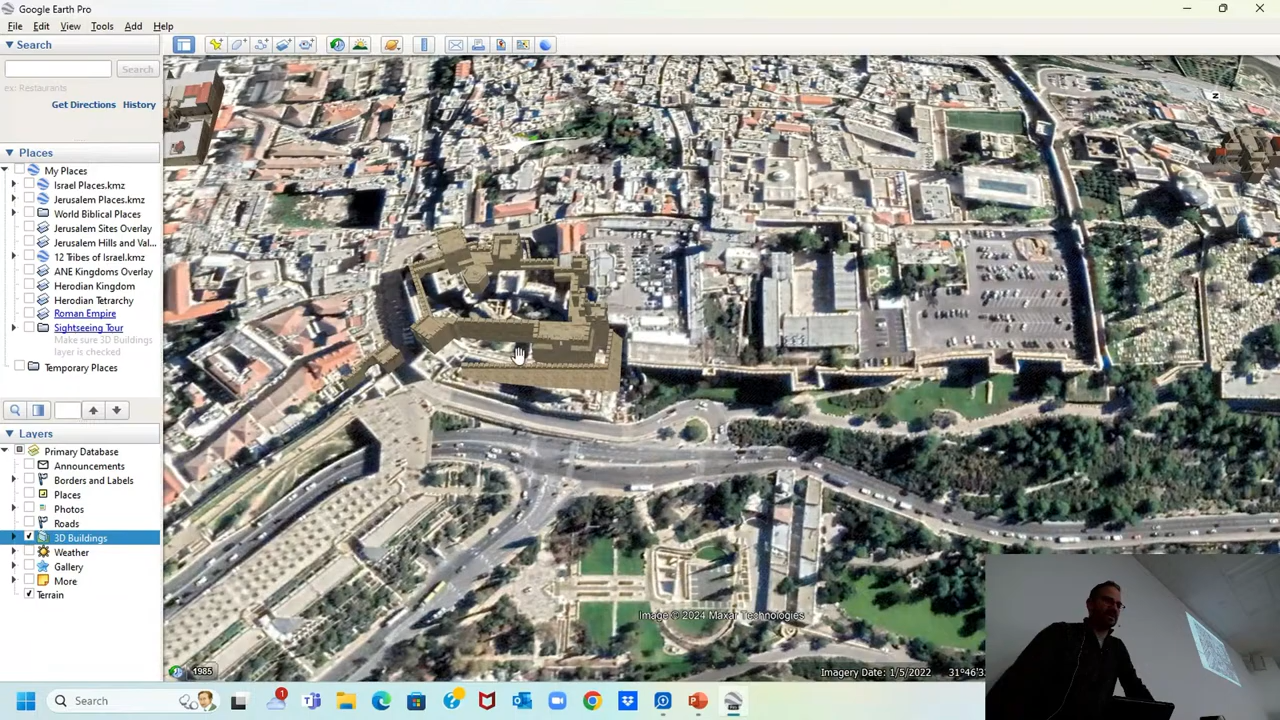 Google Earth Pro
File Edit View Tools Add Help
Search
Search
ex: Restaurants
Get Directions History
Places
My Places
Israel Places.kmz
Jerusalem Places.kmz
World Biblical Places
Jerusalem Sites Overlay
Jerusalem Hills and Val...
12 Tribes of Israel.kmz
ANE Kingdoms Overlay
Herodian Kingdom
Herodian Tetrarchy
Roman Empire
Sightseeing Tour
Make sure 3D Buildings
layer is checked
Temporary Places
Layers
Primary Database
Announcements
Borders and Labels
Places
Photos
Roads
3D Buildings
Weather
Gallery
More
Terrain
Image © 2024 Maxar Technologies
1985
Imagery Date: 1/5/2022 31°46'3
Search
1